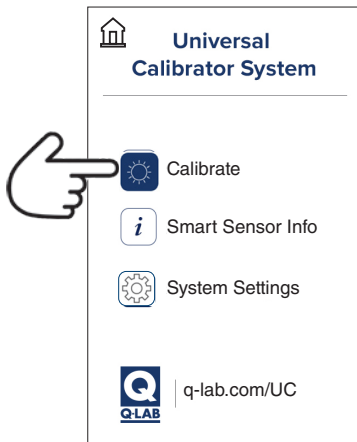 Universal
Calibrator System
Calibrate
i
Smart Sensor Info
System Settings
Q
Q-LAB
q-lab.com/UC